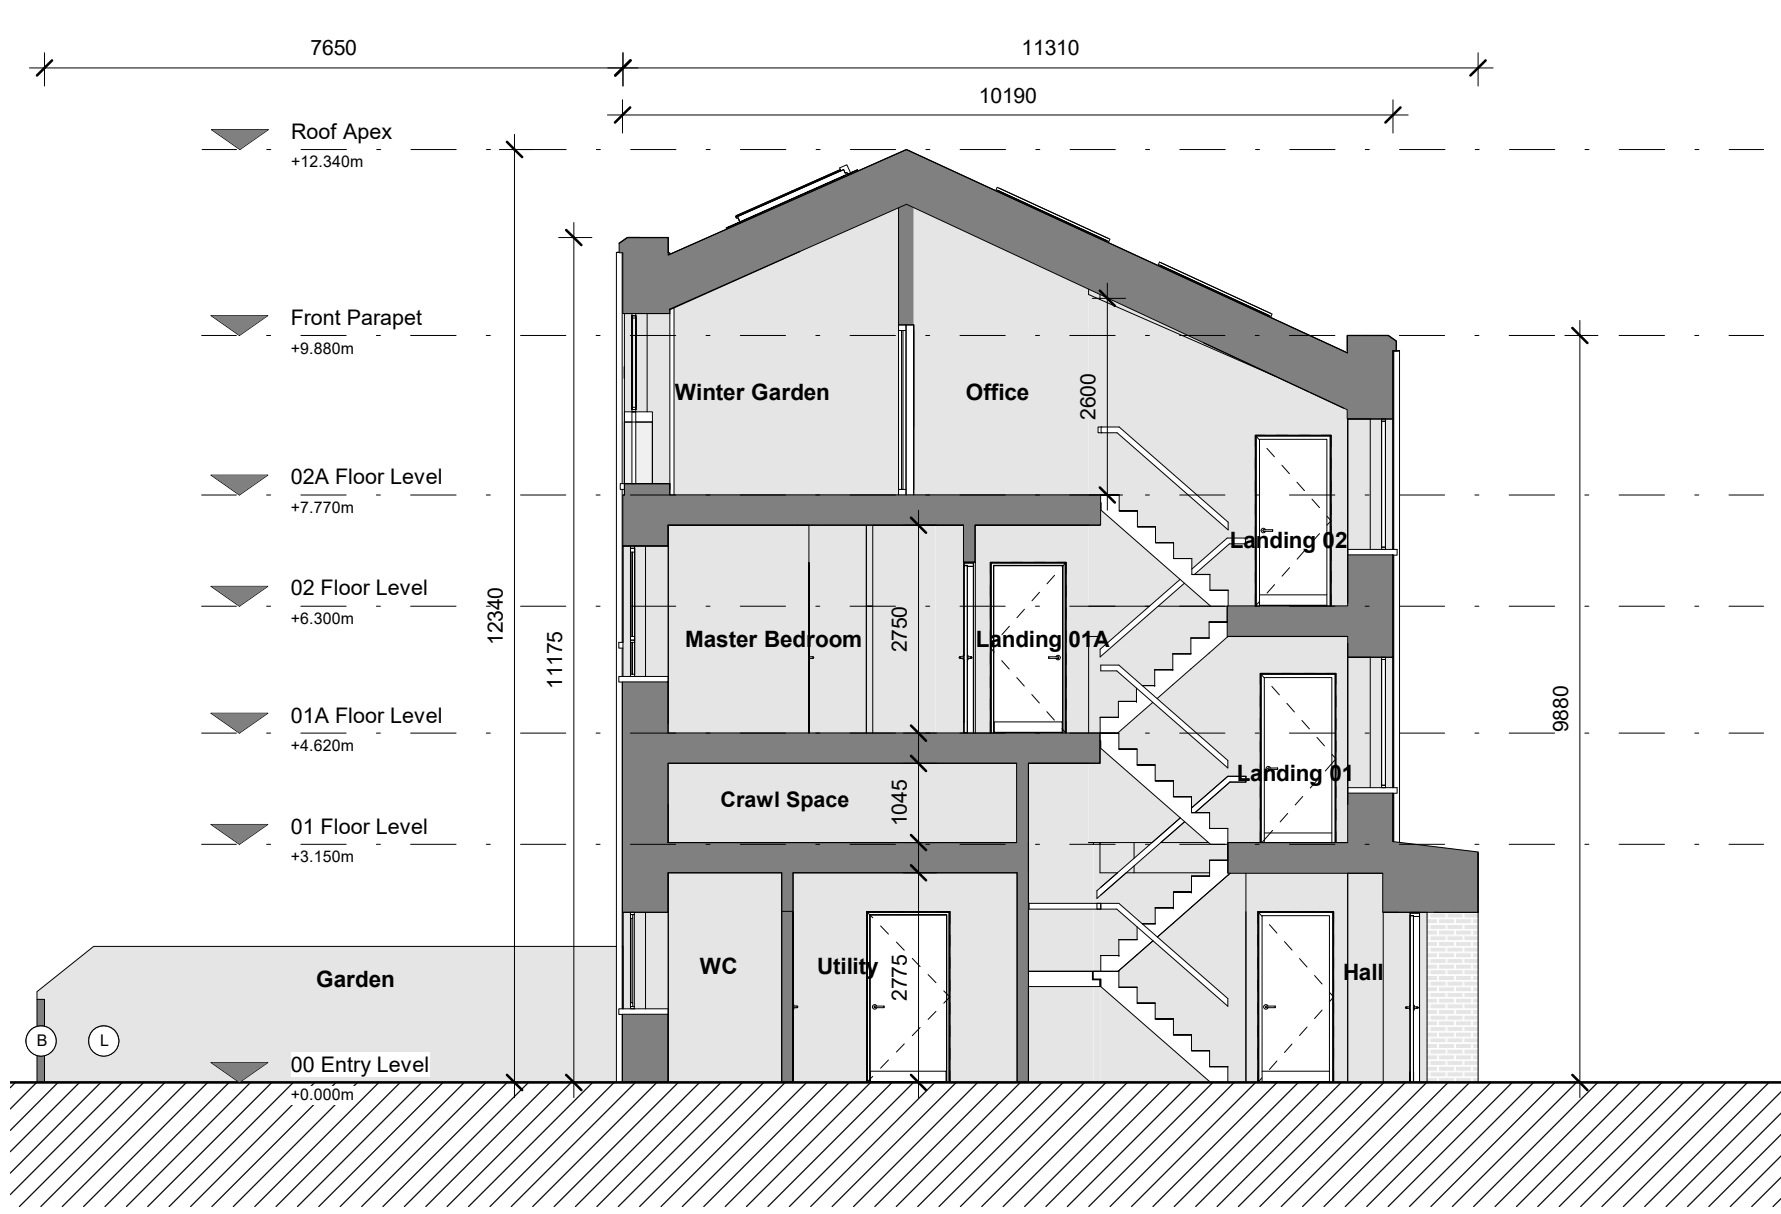 7650
11310
10190
Roof Apex
+12.340m
Front Parapet
+9.880m
Winter Garden
Office
2600
02A Floor Level
+7.770m
Landing 02
02 Floor Level
+6.300m
12340
11175
Master Bedroom
2750
Landing 01A
9880
01A Floor Level
+4.620m
Landing 01
Crawl Space
1045
01 Floor Level
+3.150m
WC
Utility
2775
Hall
Garden
B
L
00 Entry Level
+0.000m